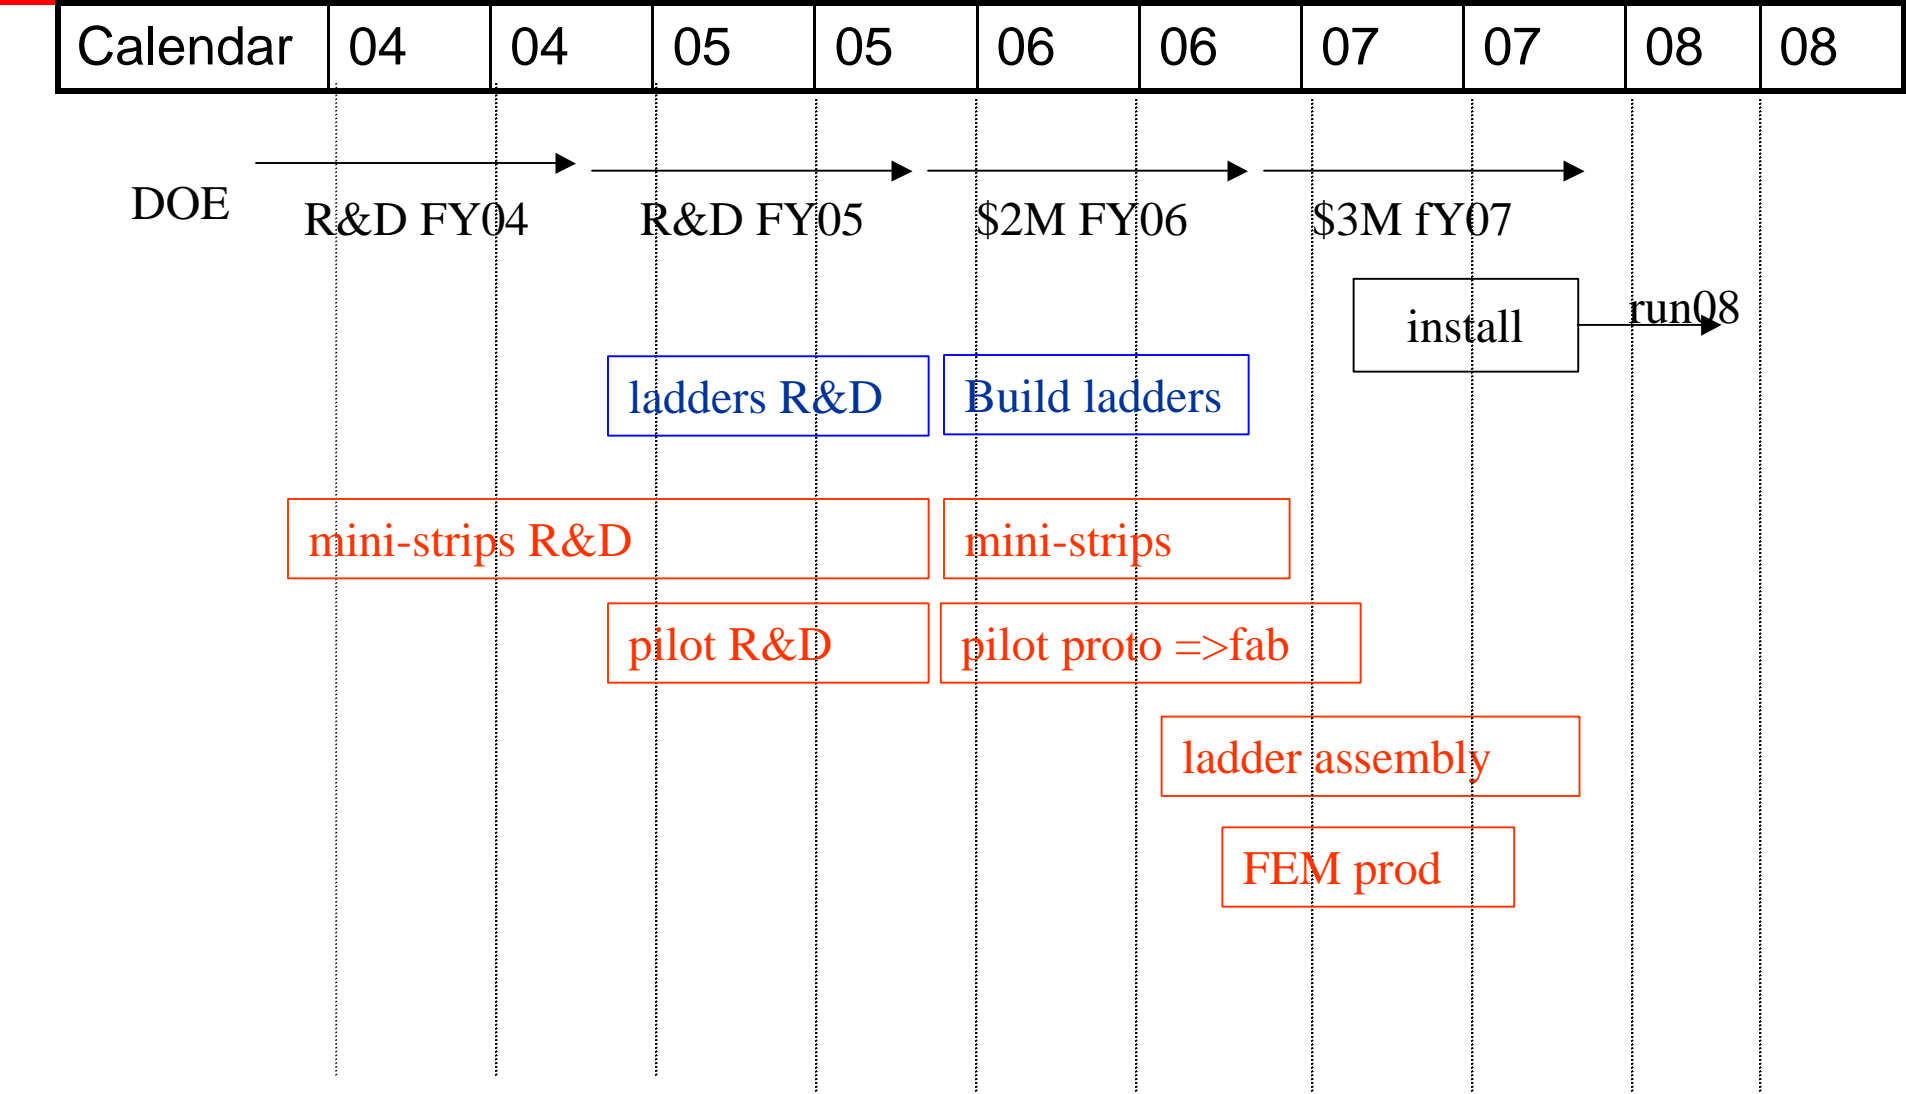 Calendar 04 04 05 05 06 06 07 07 08 08
DOE
R&D FY04 R&D FY05 $2M FY06 $3M fY07
install run08
ladders R&D Build ladders
mini-strips R&D mini-strips
pilot R&D pilot proto =>fab
ladder assembly
FEM prod